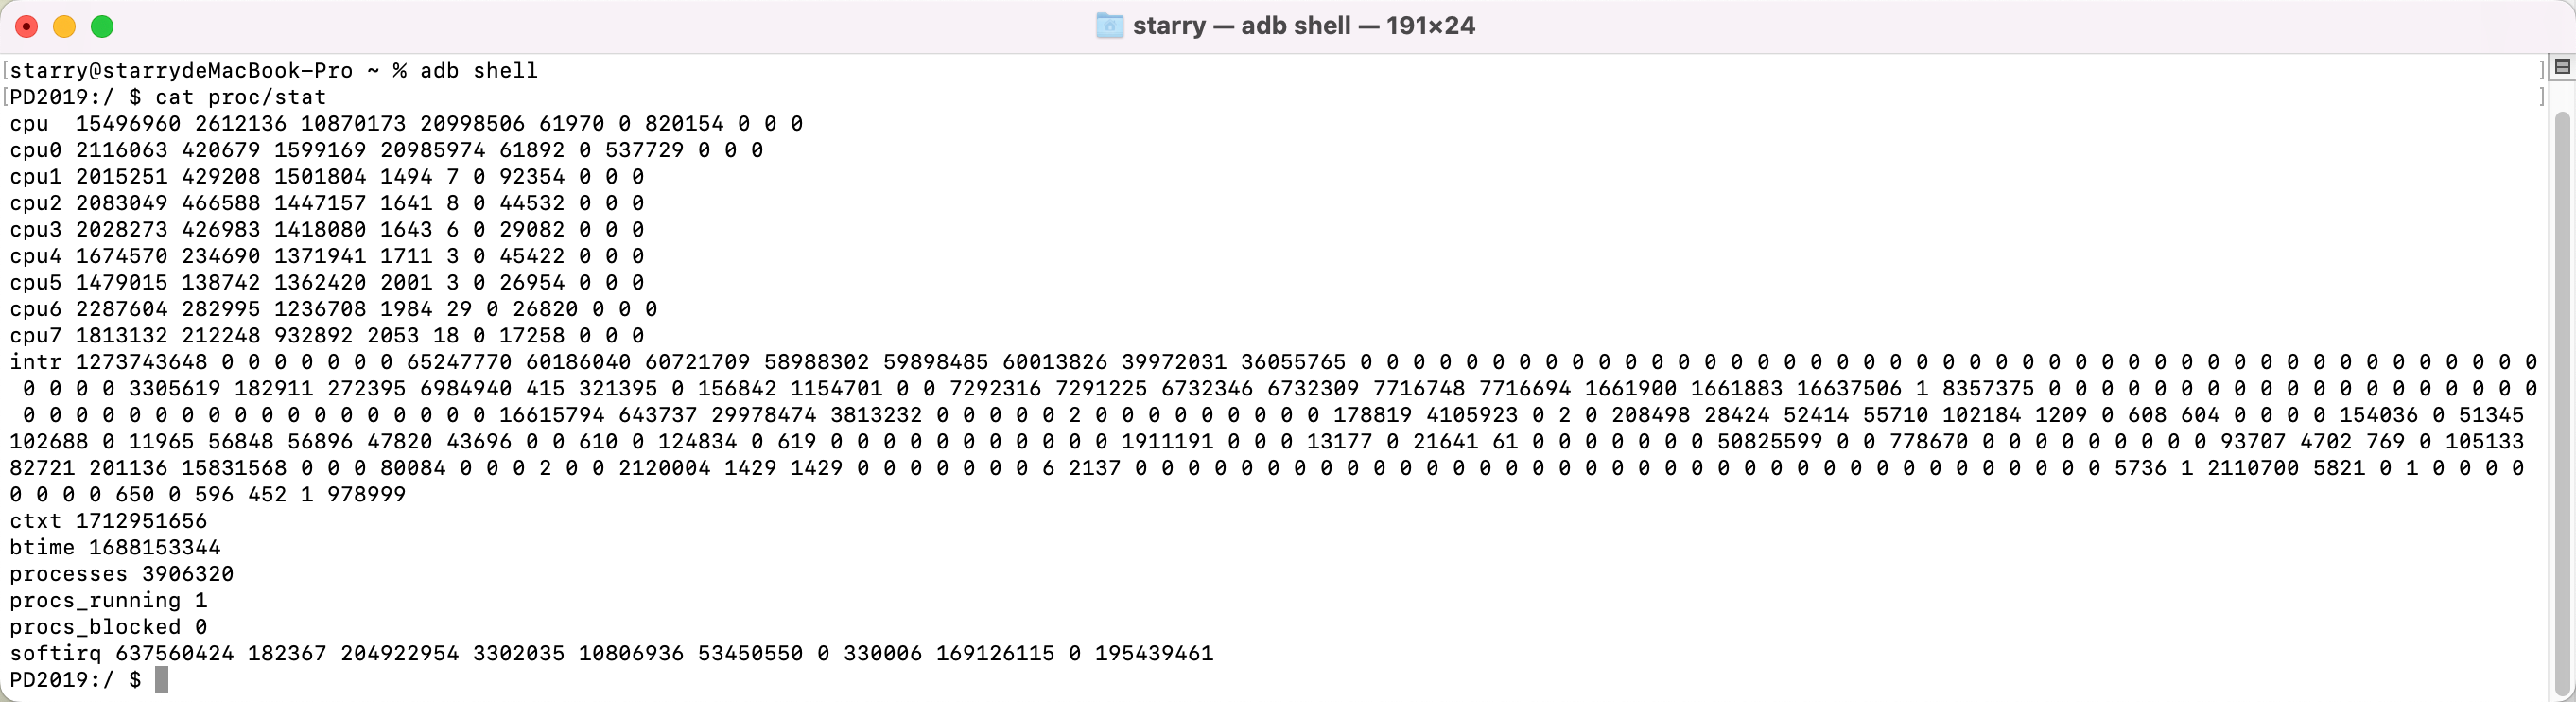 starry — adb shell — 191×24
[starry@starrydeMacBook-Pro ~ % adb shell ]
[PD2019:/ $ cat proc/stat ]
cpu  15496960 2612136 10870173 20998506 61970 0 820154 0 0 0
cpu0 2116063 420679 1599169 20985974 61892 0 537729 0 0 0
cpu1 2015251 429208 1501804 1494 7 0 92354 0 0 0
cpu2 2083049 466588 1447157 1641 8 0 44532 0 0 0
cpu3 2028273 426983 1418080 1643 6 0 29082 0 0 0
cpu4 1674570 234690 1371941 1711 3 0 45422 0 0 0
cpu5 1479015 138742 1362420 2001 3 0 26954 0 0 0
cpu6 2287604 282995 1236708 1984 29 0 26820 0 0 0
cpu7 1813132 212248 932892 2053 18 0 17258 0 0 0
intr 1273743648 0 0 0 0 0 0 0 65247770 60186040 60721709 58988302 59898485 60013826 39972031 36055765 0 0 0 0 0 0 0 0 0 0 0 0 0 0 0 0 0 0 0 0 0 0 0 0 0 0 0 0 0 0 0 0 0 0 0 0 0 0 0 0 0 0 0 0 0
0 0 0 0 3305619 182911 272395 6984940 415 321395 0 156842 1154701 0 0 7292316 7291225 6732346 6732309 7716748 7716694 1661900 1661883 16637506 1 8357375 0 0 0 0 0 0 0 0 0 0 0 0 0 0 0 0 0 0 0
0 0 0 0 0 0 0 0 0 0 0 0 0 0 0 0 0 0 16615794 643737 29978474 3813232 0 0 0 0 0 2 0 0 0 0 0 0 0 0 0 178819 4105923 0 2 0 208498 28424 52414 55710 102184 1209 0 608 604 0 0 0 0 154036 0 51345
102688 0 11965 56848 56896 47820 43696 0 0 610 0 124834 0 619 0 0 0 0 0 0 0 0 0 0 0 1911191 0 0 0 13177 0 21641 61 0 0 0 0 0 0 0 50825599 0 0 778670 0 0 0 0 0 0 0 0 0 93707 4702 769 0 105133
82721 201136 15831568 0 0 0 80084 0 0 0 2 0 0 2120004 1429 1429 0 0 0 0 0 0 0 6 2137 0 0 0 0 0 0 0 0 0 0 0 0 0 0 0 0 0 0 0 0 0 0 0 0 0 0 0 0 0 0 0 0 0 0 0 0 0 5736 1 2110700 5821 0 1 0 0 0 0
0 0 0 0 650 0 596 452 1 978999
ctxt 1712951656
btime 1688153344
processes 3906320
procs_running 1
procs_blocked 0
softirq 637560424 182367 204922954 3302035 10806936 53450550 0 330006 169126115 0 195439461
PD2019:/ $